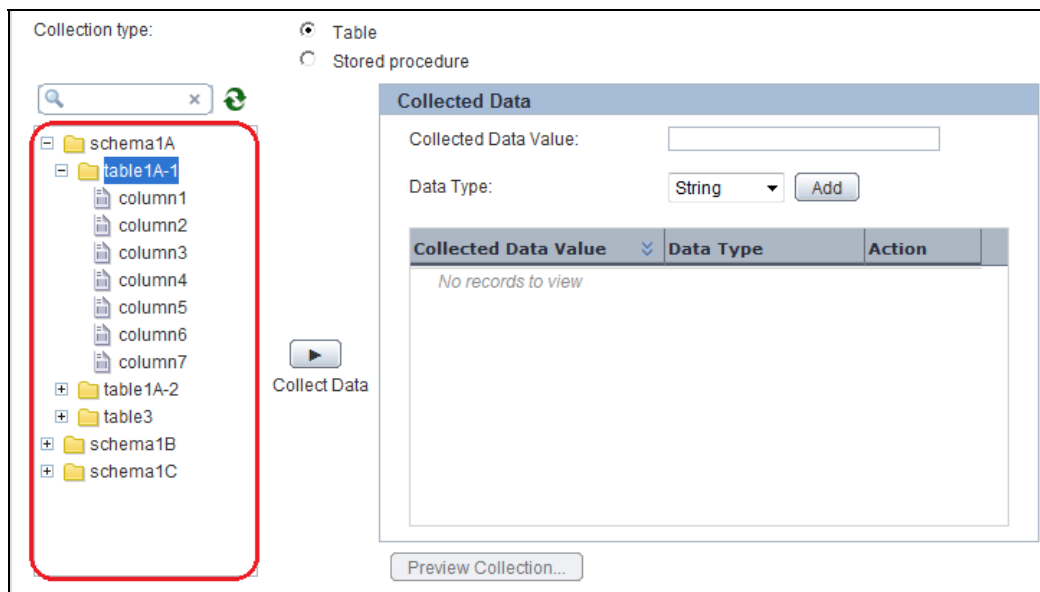 Collection type:
Table
Stored procedure
schema1A
table1A-1
column1
column2
column3
column4
column5
column6
column7
table1A-2
table3
schema1B
schema1C
Collect Data
Collected Data
Collected Data Value:
Data Type:
String
Add
Collected Data Value Data Type Action
No records to view
Preview Collection...